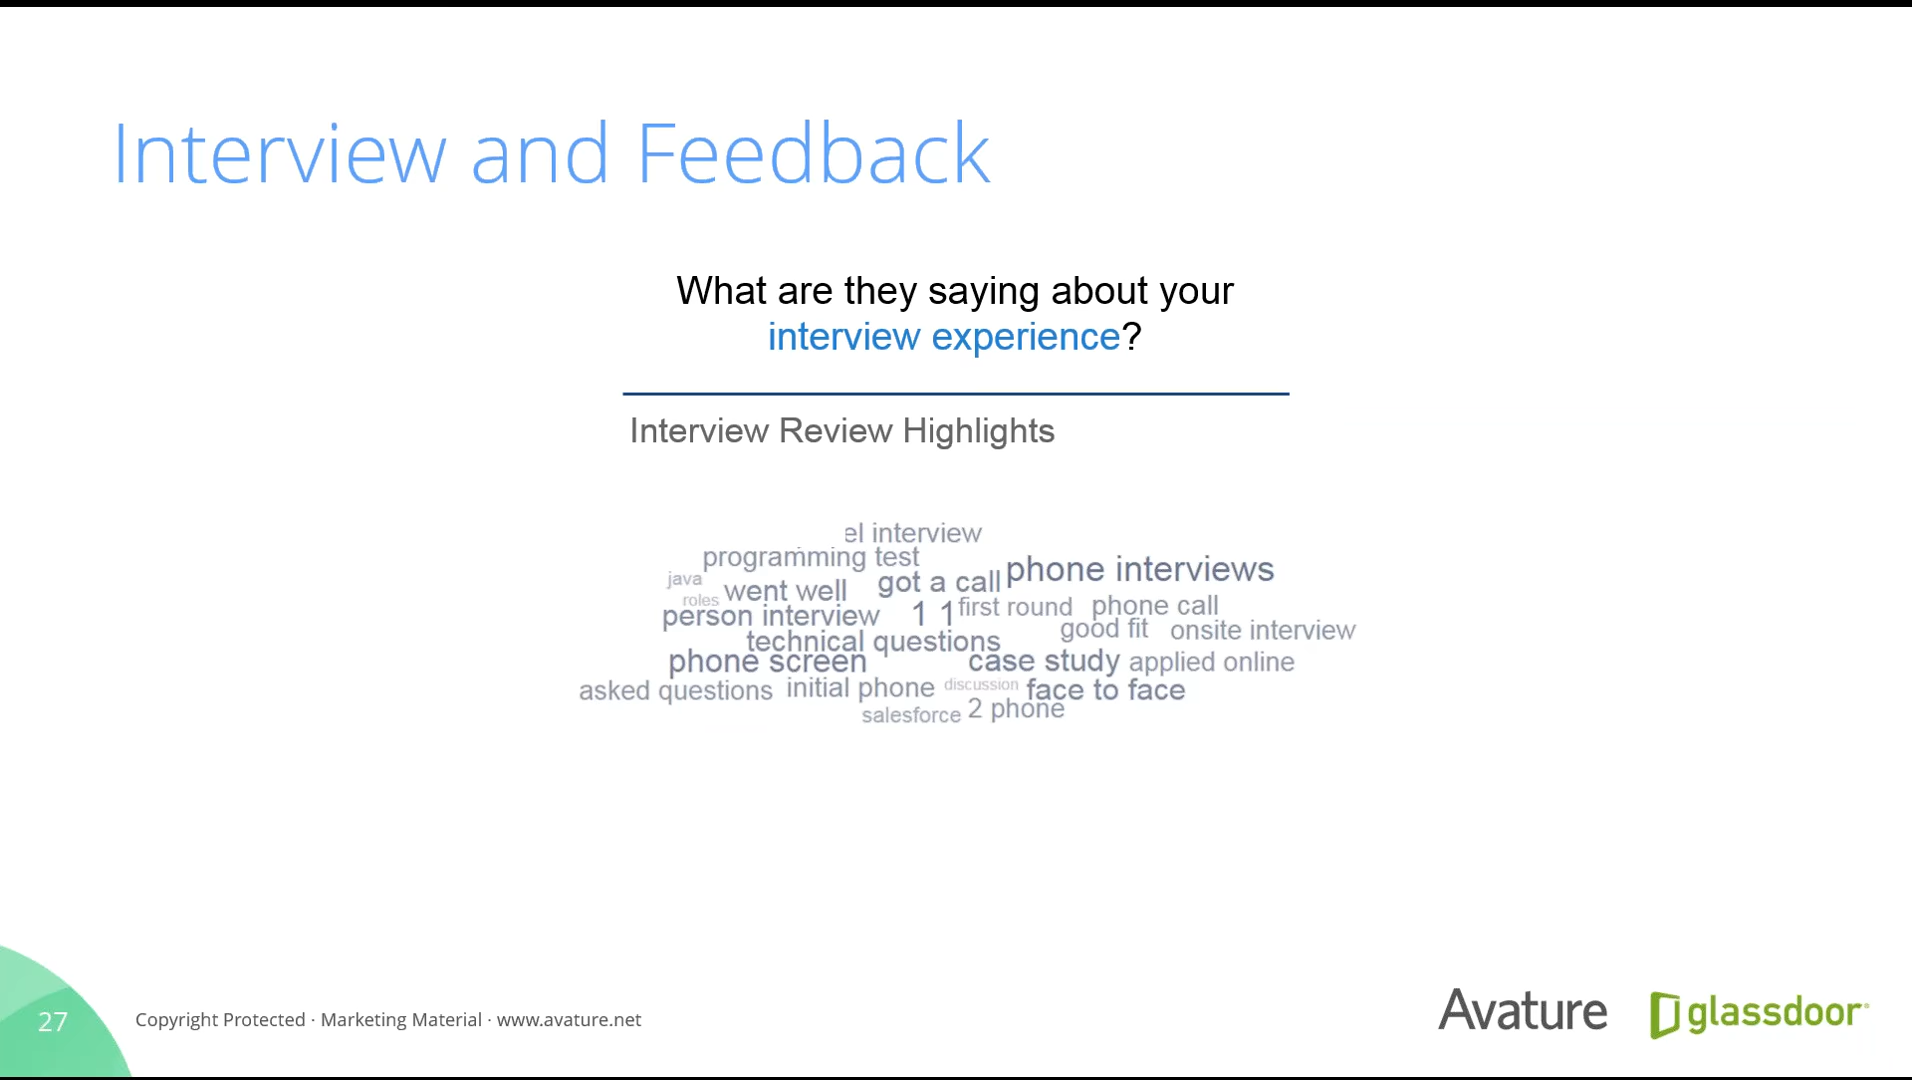 Interview and Feedback
What are they saying about your
interview experience?
Interview Review Highlights
el interview
programming test
phone interviews
java
went well
got a call
roles
person interview
1 1
first round
phone call
good fit
onsite interview
technical questions
phone screen
case study
applied online
asked questions
initial phone
discussion
face to face
salesforce
2 phone
27
Copyright Protected · Marketing Material · www.avature.net
Avature
glassdoor